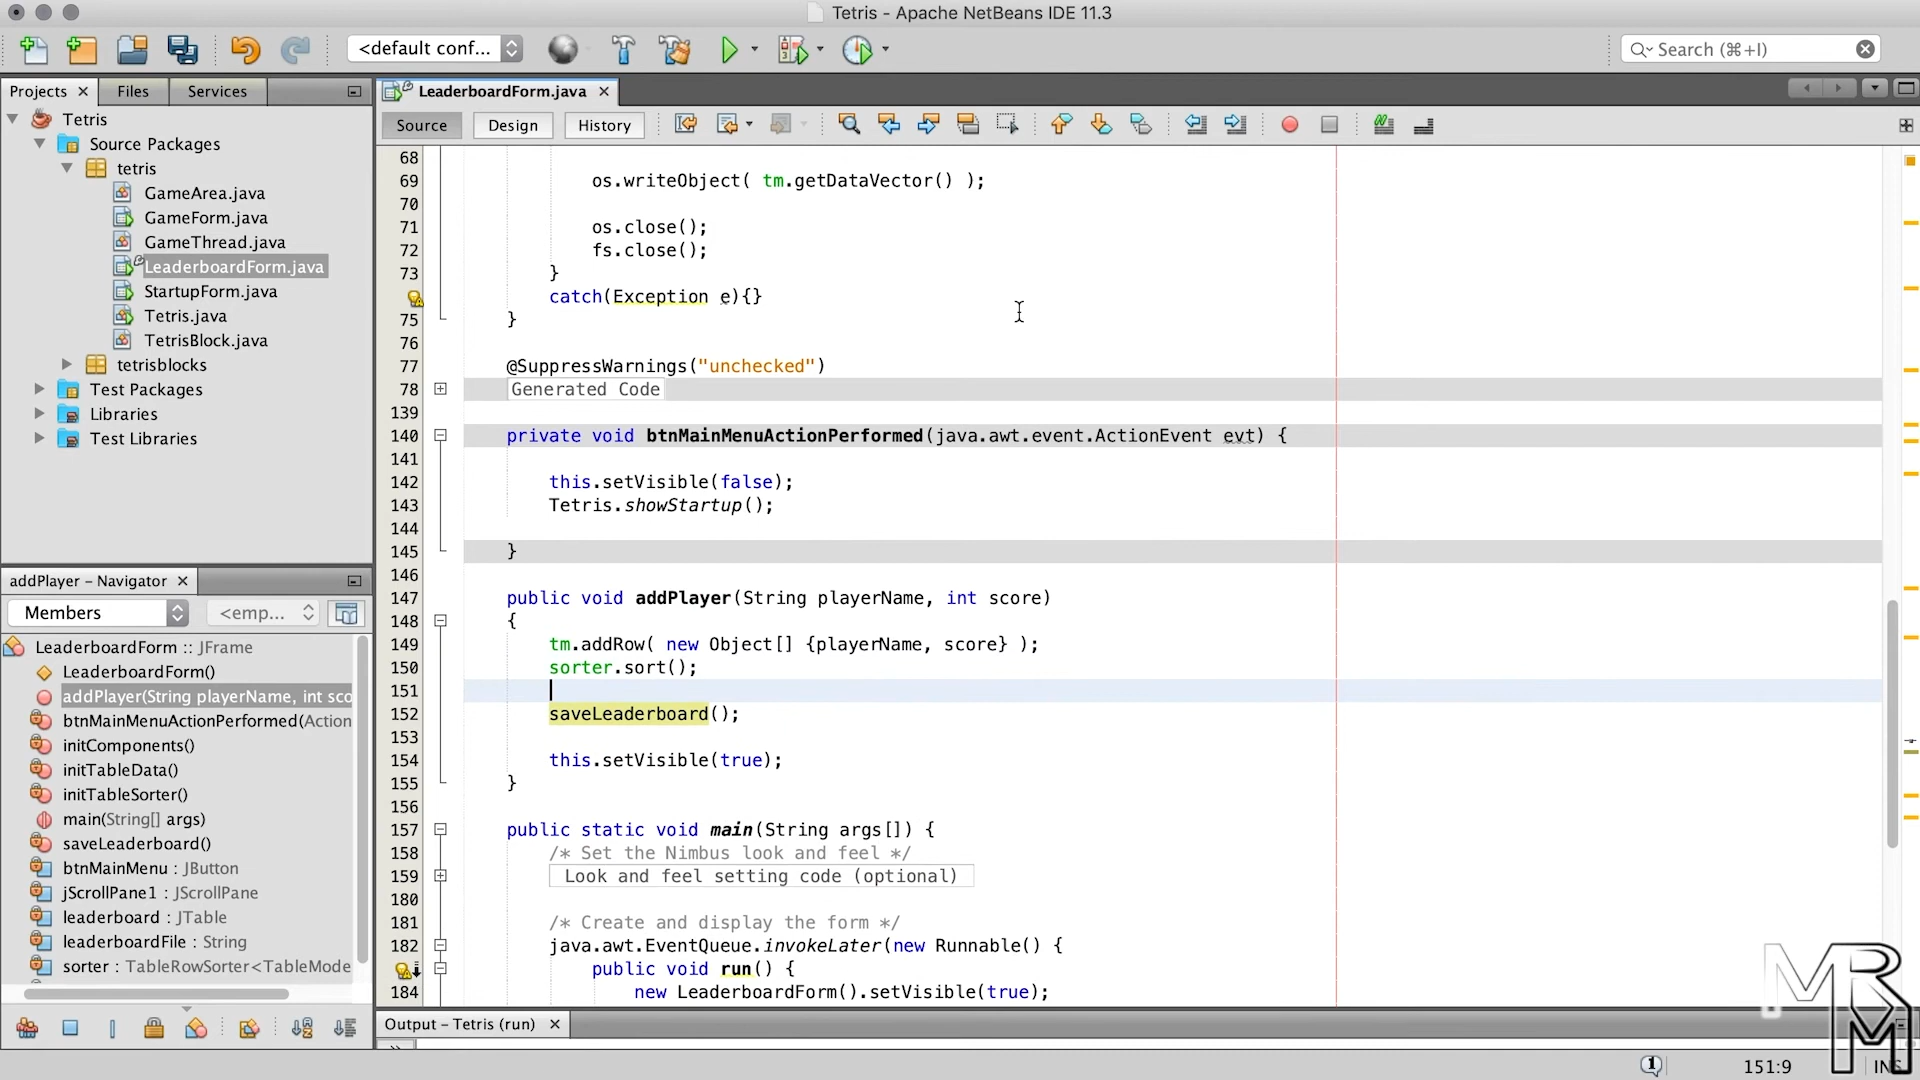 Tetris - Apache NetBeans IDE 11.3
<default conf...
Search (⌘+I)
Projects
Files
Services
Tetris
Source Packages
tetris
GameArea.java
GameForm.java
GameThread.java
LeaderboardForm.java
StartupForm.java
Tetris.java
TetrisBlock.java
tetrisblocks
Test Packages
Libraries
Test Libraries
addPlayer - Navigator
Members
<emp...
LeaderboardForm :: JFrame
LeaderboardForm()
addPlayer(String playerName, int sco
btnMainMenuActionPerformed(Action
initComponents()
initTableData()
initTableSorter()
main(String[] args)
saveLeaderboard()
btnMainMenu : JButton
jScrollPane1 : JScrollPane
leaderboard : JTable
leaderboardFile : String
sorter : TableRowSorter<TableMode
LeaderboardForm.java
Source
Design
History
68
69 os.writeObject( tm.getDataVector() );
70
71 os.close();
72 fs.close();
73 }
catch(Exception e){}
75 }
76
77 @SuppressWarnings("unchecked")
78 Generated Code
139
140 private void btnMainMenuActionPerformed(java.awt.event.ActionEvent evt) {
141
142 this.setVisible(false);
143 Tetris.showStartup();
144
145 }
146
147 public void addPlayer(String playerName, int score)
148 {
149 tm.addRow( new Object[] {playerName, score} );
150 sorter.sort();
151
152 saveLeaderboard();
153
154 this.setVisible(true);
155 }
156
157 public static void main(String args[]) {
158 /* Set the Nimbus look and feel */
159 Look and feel setting code (optional)
180
181 /* Create and display the form */
182 java.awt.EventQueue.invokeLater(new Runnable() {
public void run() {
184 new LeaderboardForm().setVisible(true);
Output - Tetris (run)
1
151:9